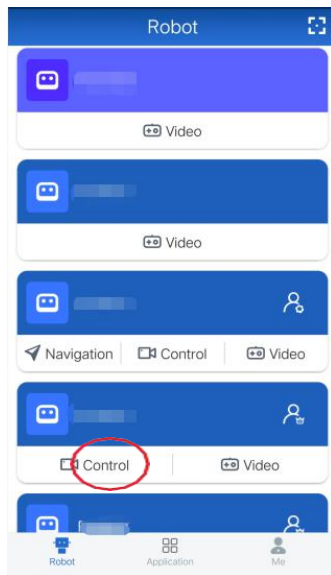 Robot
Video
Video
Navigation Control Video
Control Video
Robot Application Me